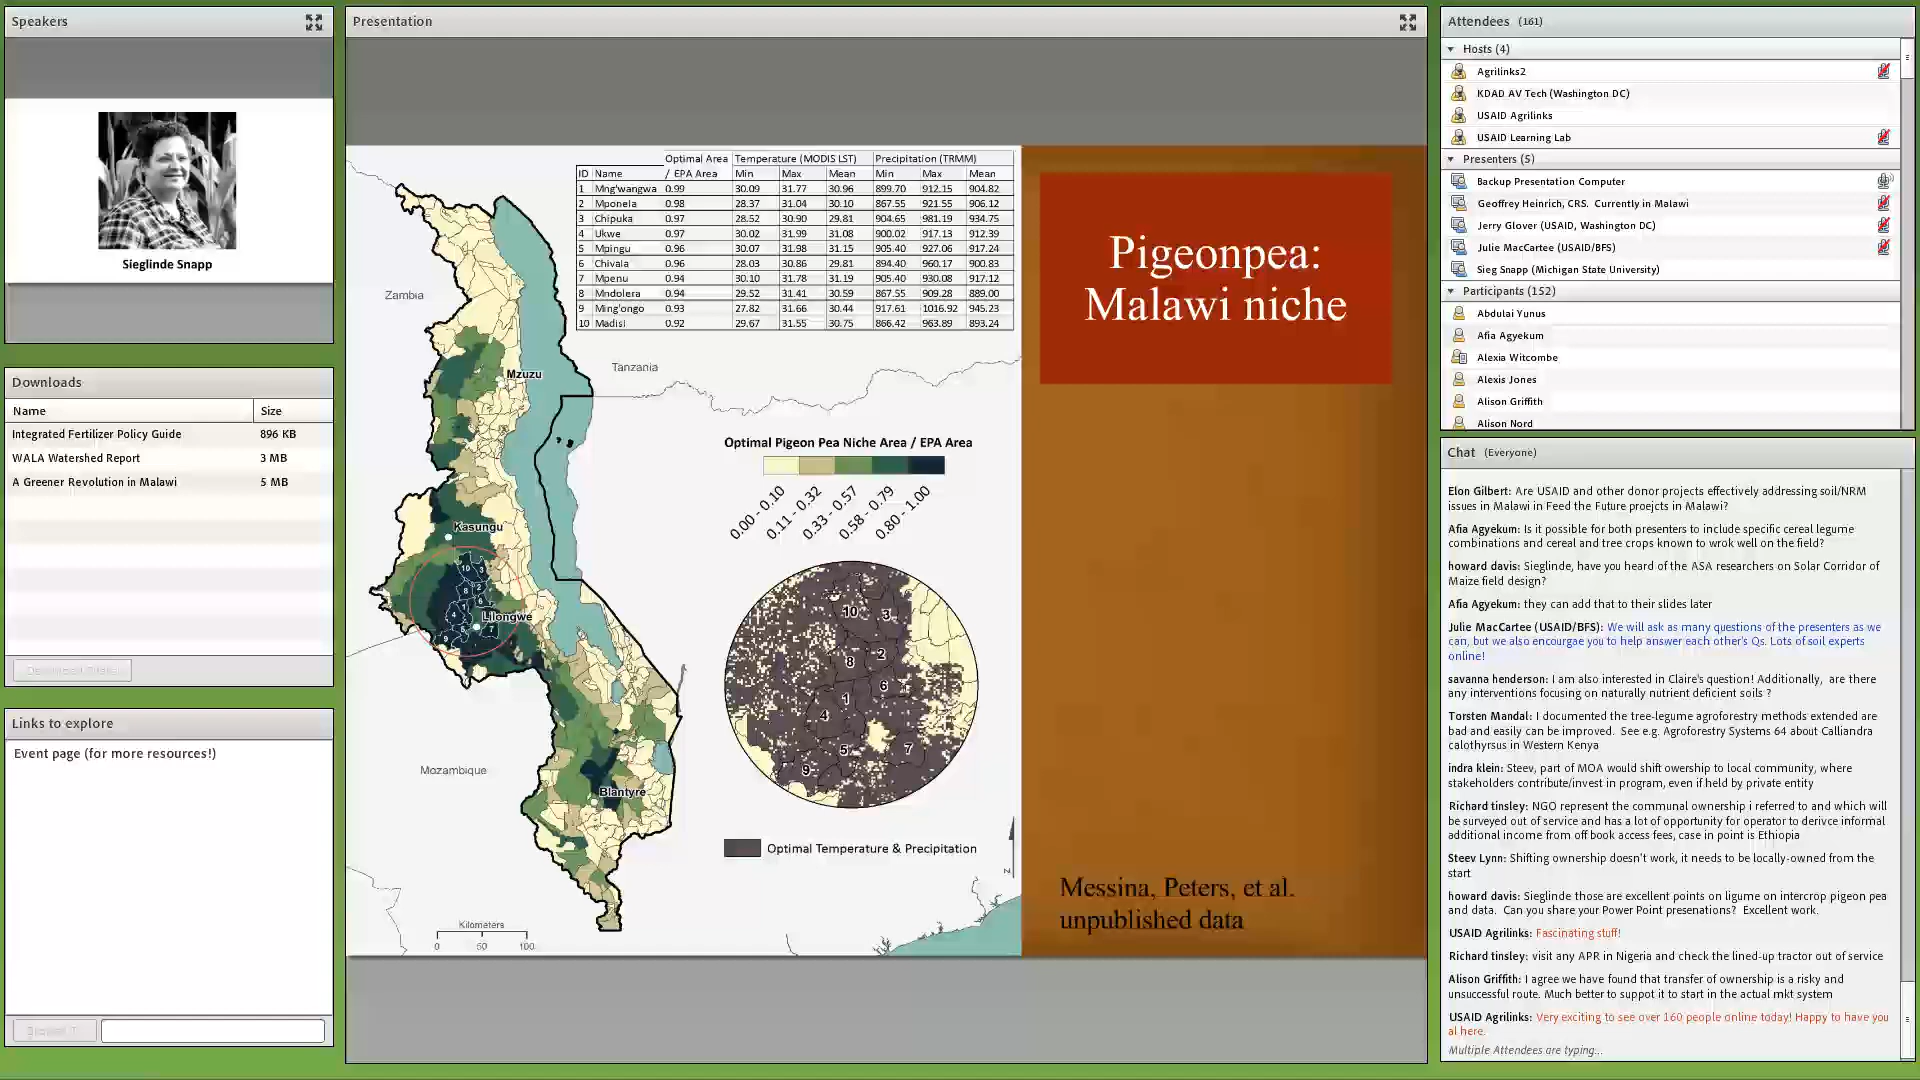 Speakers
Sieglinde Snapp
Downloads
Name Size
Integrated Fertilizer Policy Guide 896 KB
WALA Watershed Report 3 MB
A Greener Revolution in Malawi 5 MB
Links to explore
Event page (for more resources!)
Presentation
Optimal Area Temperature (MODIS LST) Precipitation (TRMM)
ID Name / EPA Area Min Max Mean Min Max Mean
1 Mng'wangwa 0.99 30.09 31.77 30.96 899.70 912.15 904.82
2 Mponela 0.98 28.37 31.04 30.10 867.55 921.55 906.12
3 Chipuka 0.97 28.52 30.90 29.81 904.65 981.19 934.75
4 Ukwe 0.97 30.02 31.99 31.08 900.02 917.13 912.39
5 Mpingu 0.96 30.07 31.98 31.15 905.40 927.06 917.24
6 Chivala 0.96 28.03 30.86 29.81 894.40 960.17 900.83
7 Mpenu 0.94 30.10 31.78 31.19 905.40 930.08 917.12
8 Mndolera 0.94 29.52 31.41 30.59 867.55 909.28 889.00
9 Ming'ongo 0.93 27.82 31.66 30.44 917.61 1016.92 945.23
10 Madisi 0.92 29.67 31.55 30.75 866.42 963.89 893.24
Zambia
Tanzania
Mzuzu
Kasungu
10 3
8 2
1 6
4
7
9
Lilongwe
Mozambique
Blantyre
Kilometers
0 50 100
Optimal Pigeon Pea Niche Area / EPA Area
0.00 - 0.10
0.11 - 0.32
0.33 - 0.57
0.58 - 0.79
0.80 - 1.00
10 3
8 2
6
1
4
5 7
9
Optimal Temperature & Precipitation
Z
Pigeonpea:
Malawi niche
Messina, Peters, et al.
unpublished data
Attendees (161)
Hosts (4)
Agrilinks2
KDAD AV Tech (Washington DC)
USAID Agrilinks
USAID Learning Lab
Presenters (5)
Backup Presentation Computer
Geoffrey Heinrich, CRS. Currently in Malawi
Jerry Glover (USAID, Washington DC)
Julie MacCartee (USAID/BFS)
Sieg Snapp (Michigan State University)
Participants (152)
Abdulai Yunus
Afia Agyekum
Alexia Witcombe
Alexis Jones
Alison Griffith
Alison Nord
Chat (Everyone)
Elon Gilbert: Are USAID and other donor projects effectively addressing soil/NRM
issues in Malawi in Feed the Future proejcts in Malawi?
Afia Agyekum: Is it possible for both presenters to include specific cereal legume
combinations and cereal and tree crops known to wrok well on the field?
howard davis: Sieglinde, have you heard of the ASA researchers on Solar Corridor of
Maize field design?
Afia Agyekum: they can add that to their slides later
Julie MacCartee (USAID/BFS): We will ask as many questions of the presenters as we
can, but we also encourgae you to help answer each other's Qs. Lots of soil experts
online!
savanna henderson: I am also interested in Claire's question! Additionally, are there
any interventions focusing on naturally nutrient deficient soils ?
Torsten Mandal: I documented the tree-legume agroforestry methods extended are
bad and easily can be improved. See e.g. Agroforestry Systems 64 about Calliandra
calothyrsus in Western Kenya
indra klein: Steev, part of MOA would shift owership to local community, where
stakeholders contribute/invest in program, even if held by private entity
Richard tinsley: NGO represent the communal ownership i referred to and which will
be surveyed out of service and has a lot of opportunity for operator to derivce informal
additional income from off book access fees, case in point is Ethiopia
Steev Lynn: Shifting ownership doesn't work, it needs to be locally-owned from the
start
howard davis: Sieglinde those are excellent points on ligume on intercrop pigeon pea
and data. Can you share your Power Point presenations? Excellent work.
USAID Agrilinks: Fascinating stuff!
Richard tinsley: visit any APR in Nigeria and check the lined-up tractor out of service
Alison Griffith: I agree we have found that transfer of ownership is a risky and
unsuccessful route. Much better to suppot it to start in the actual mkt system
USAID Agrilinks: Very exciting to see over 160 people online today! Happy to have you
al here.
Multiple Attendees are typing...